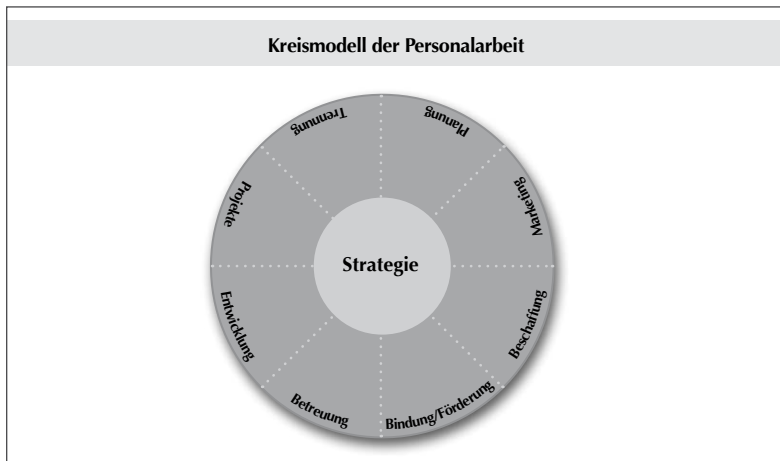 Kreismodell der Personalarbeit
Planung
Marketing
Beschaffung
Bindung/Förderung
Betreuung
Entwicklung
Projekte
Trennung
Strategie